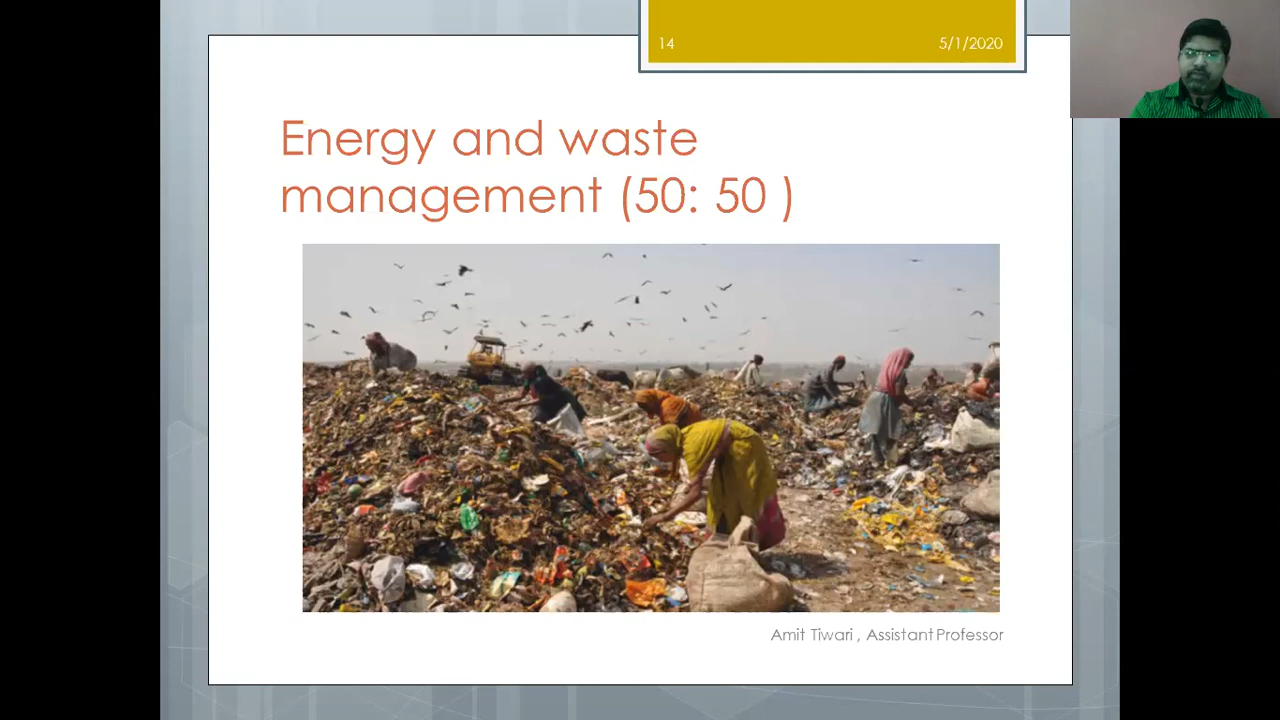 14 5/1/2020
Energy and waste
management (50: 50 )
Amit Tiwari , Assistant Professor